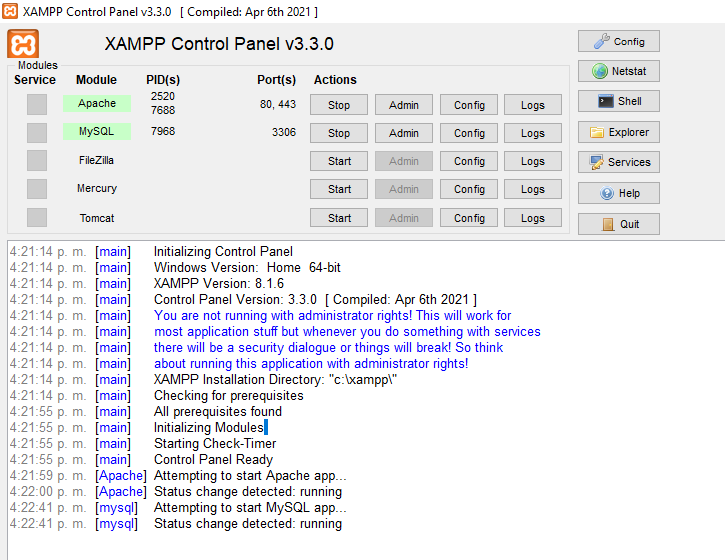 XAMPP Control Panel v3.3.0 [ Compiled: Apr 6th 2021 ]
XAMPP Control Panel v3.3.0
Config
Modules
Service Module PID(s) Port(s) Actions
Netstat
Apache 2520 7688 80, 443 Stop Admin Config Logs
Shell
MySQL 7968 3306 Stop Admin Config Logs
Explorer
FileZilla Start Admin Config Logs
Services
Mercury Start Admin Config Logs
Help
Tomcat Start Admin Config Logs
Quit
4:21:14 p. m. [main] Initializing Control Panel
4:21:14 p. m. [main] Windows Version: Home 64-bit
4:21:14 p. m. [main] XAMPP Version: 8.1.6
4:21:14 p. m. [main] Control Panel Version: 3.3.0 [ Compiled: Apr 6th 2021 ]
4:21:14 p. m. [main] You are not running with administrator rights! This will work for
4:21:14 p. m. [main] most application stuff but whenever you do something with services
4:21:14 p. m. [main] there will be a security dialogue or things will break! So think
4:21:14 p. m. [main] about running this application with administrator rights!
4:21:14 p. m. [main] XAMPP Installation Directory: "c:\xampp\"
4:21:14 p. m. [main] Checking for prerequisites
4:21:55 p. m. [main] All prerequisites found
4:21:55 p. m. [main] Initializing Modules
4:21:55 p. m. [main] Starting Check-Timer
4:21:55 p. m. [main] Control Panel Ready
4:21:59 p. m. [Apache] Attempting to start Apache app...
4:22:00 p. m. [Apache] Status change detected: running
4:22:41 p. m. [mysql] Attempting to start MySQL app...
4:22:41 p. m. [mysql] Status change detected: running